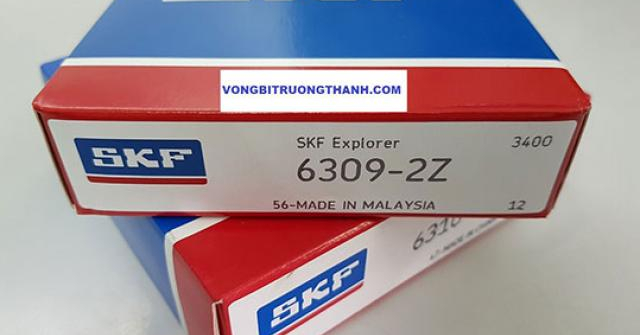 VONGBITRUONGTHANH.COM
SKF
SKF Explorer
3400
6309-2Z
56-MADE IN MALAYSIA
12
SKF